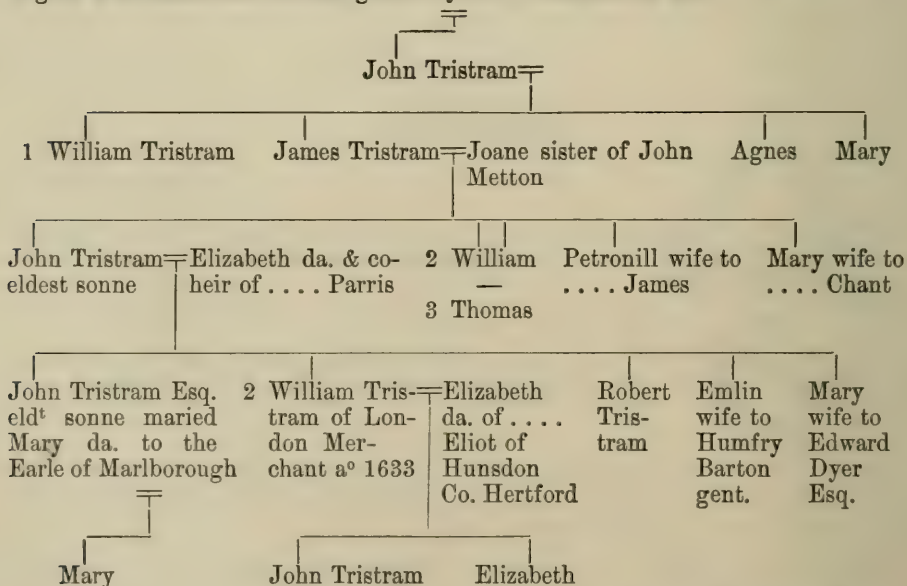 John Tristram
1 William Tristram James Tristram Joane sister of John Agnes Mary
Metton
John Tristram Elizabeth da. & co- 2 William Petronill wife to Mary wife to
eldest sonne heir of .... Parris — .... James .... Chant
3 Thomas
John Tristram Esq. 2 William Tris- Elizabeth Robert Emlin Mary
eldt sonne maried tram of Lon- da. of .... Tris- wife to wife to
Mary da. to the don Mer- Eliot of tram Humfry Edward
Earle of Marlborough chant ao 1633 Hunsdon Barton Dyer
Co. Hertford gent. Esq.
Mary John Tristram Elizabeth